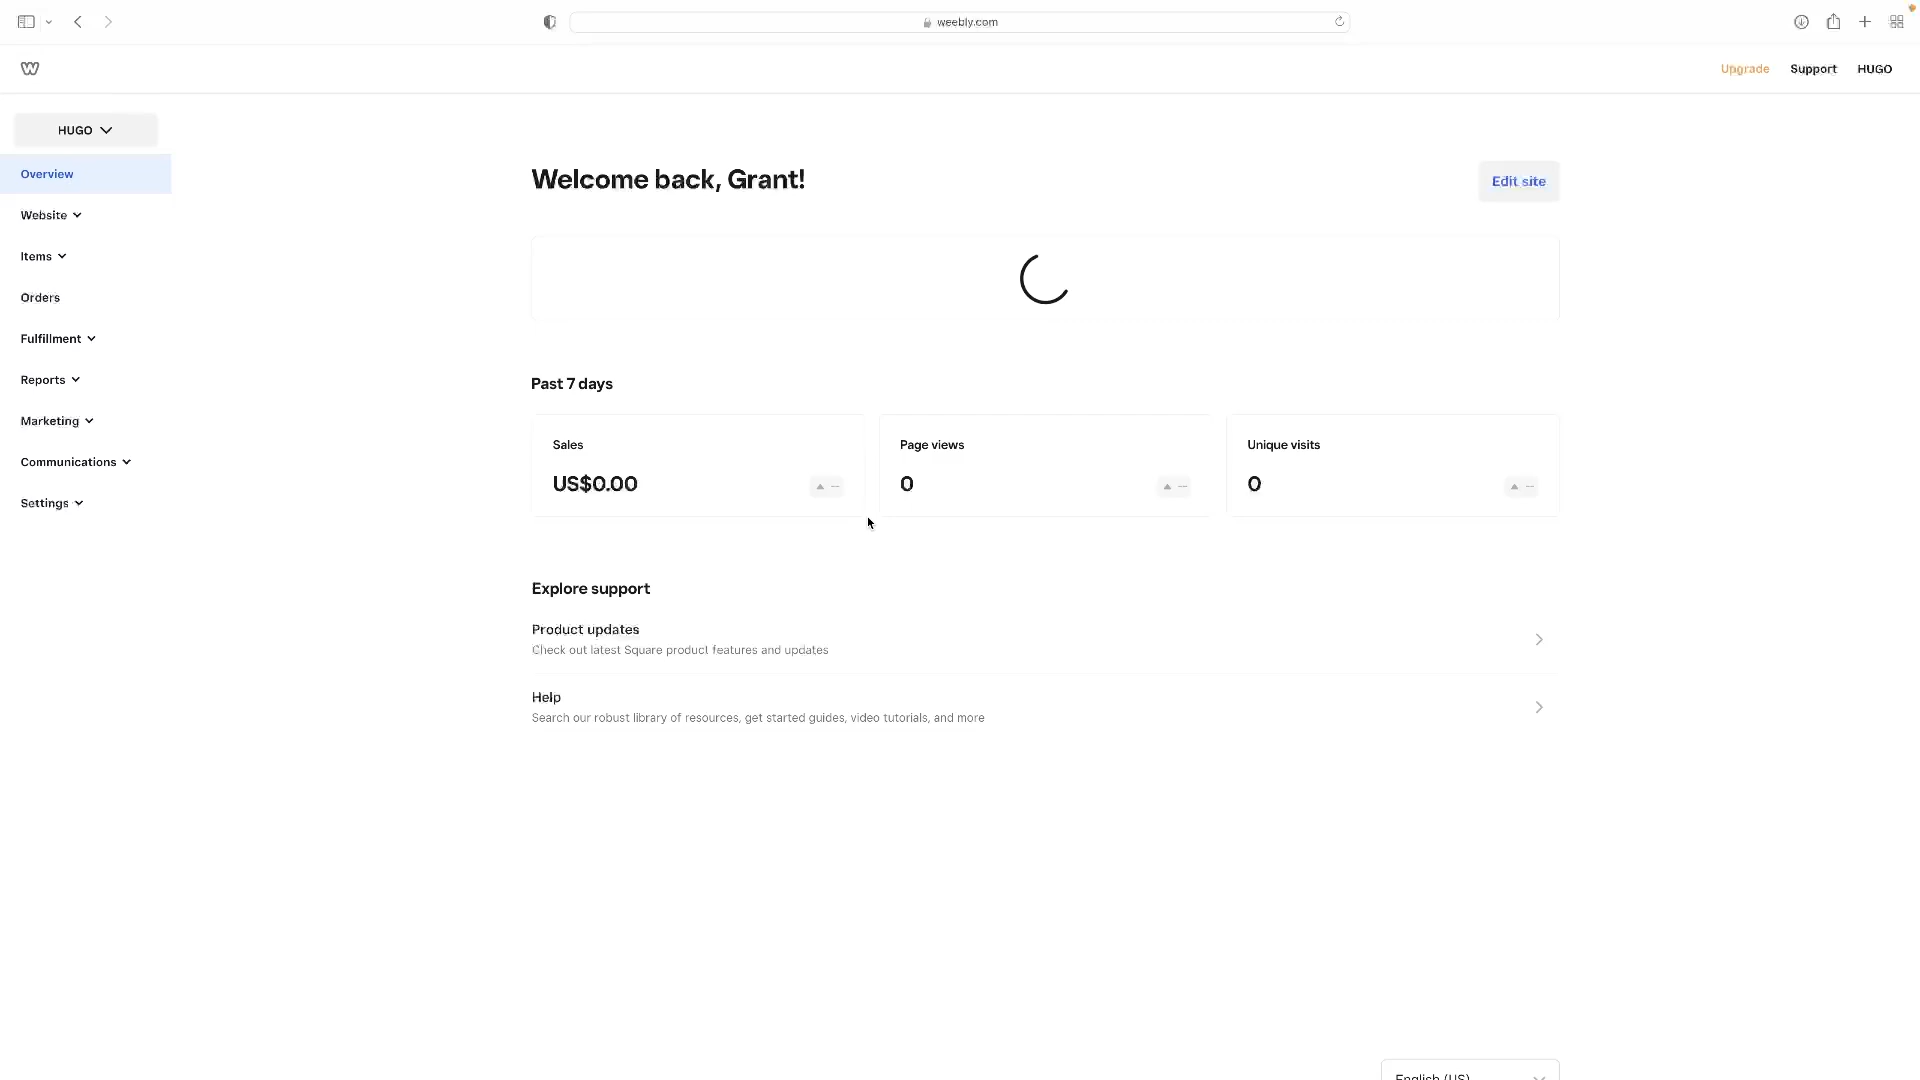 weebly.com
Upgrade
Support
HUGO
HUGO
Overview
Website
Items
Orders
Fulfillment
Reports
Marketing
Communications
Settings
Welcome back, Grant!
Edit site
Past 7 days
Sales
US$0.00
--
Page views
0
--
Unique visits
0
--
Explore support
Product updates
Check out latest Square product features and updates
Help
Search our robust library of resources, get started guides, video tutorials, and more
English (US)